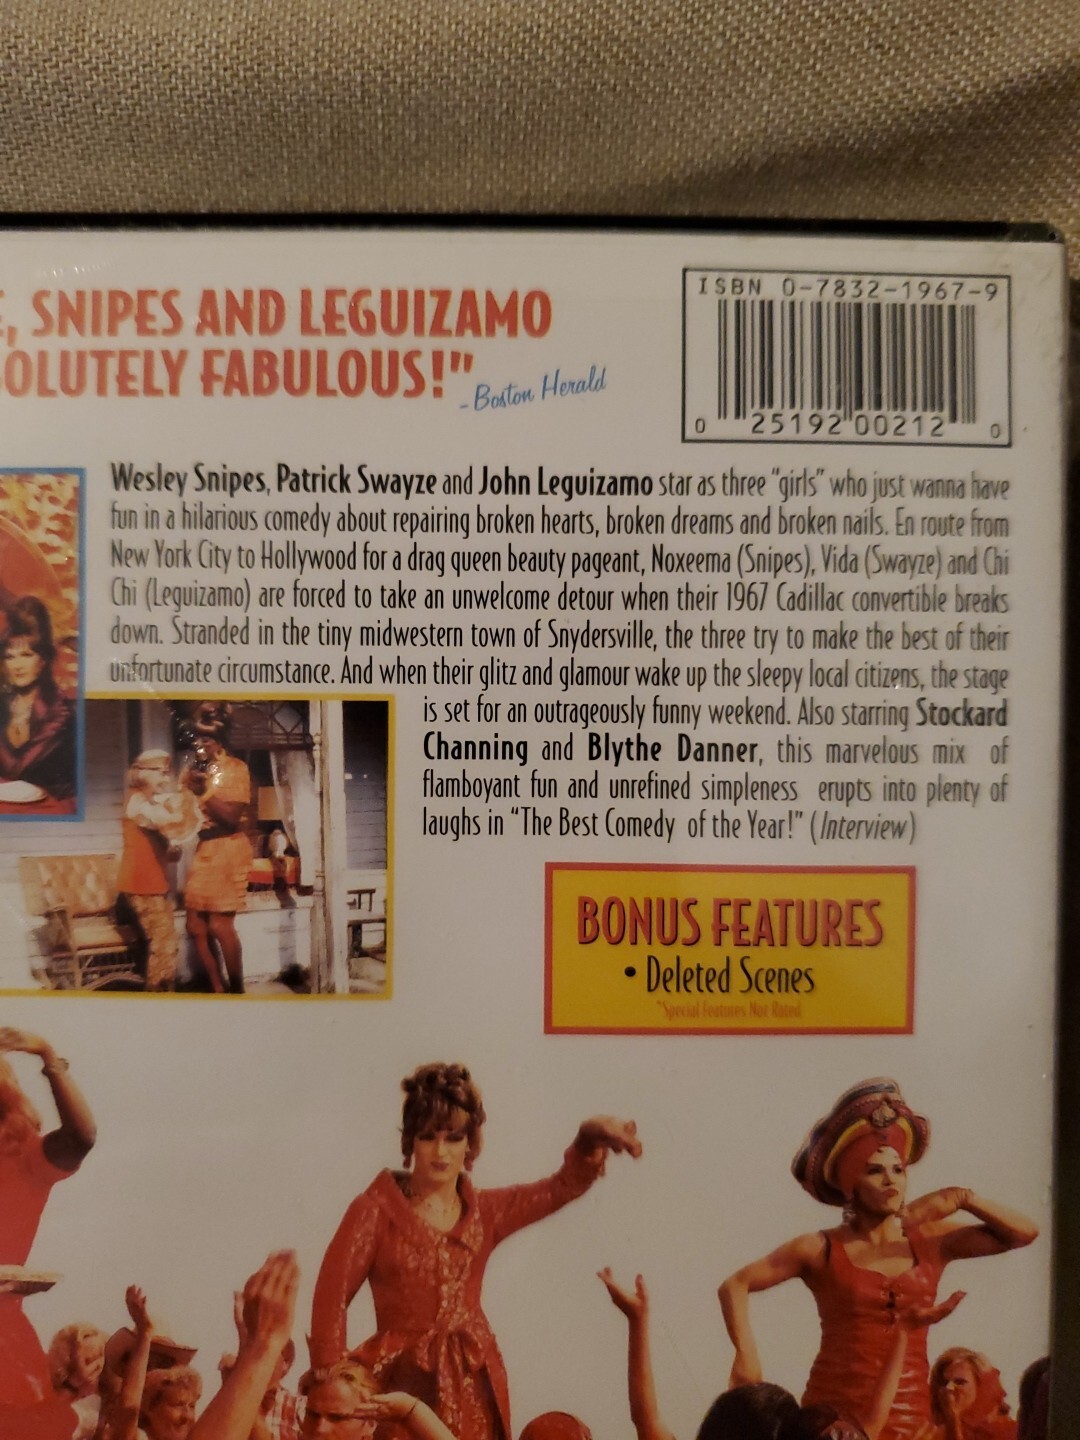 E, SNIPES AND LEGUIZAMO
SOLUTELY FABULOUS!"
- Boston Herald
ISBN 0-7832-1967-9
0 25192 00212 0
Wesley Snipes, Patrick Swayze and John Leguizamo star as three "girls" who just wanna have
fun in a hilarious comedy about repairing broken hearts, broken dreams and broken nails. En route from
New York City to Hollywood for a drag queen beauty pageant, Noxeema (Snipes), Vida (Swayze) and Chi
Chi (Leguizamo) are forced to take an unwelcome detour when their 1967 Cadillac convertible breaks
down. Stranded in the tiny midwestern town of Snydersville, the three try to make the best of their
unfortunate circumstance. And when their glitz and glamour wake up the sleepy local citizens, the stage
is set for an outrageously funny weekend. Also starring Stockard
Channing and Blythe Danner, this marvelous mix of
flamboyant fun and unrefined simpleness erupts into plenty of
laughs in "The Best Comedy of the Year!" (Interview)
BONUS FEATURES
• Deleted Scenes
*Special Features Not Rated